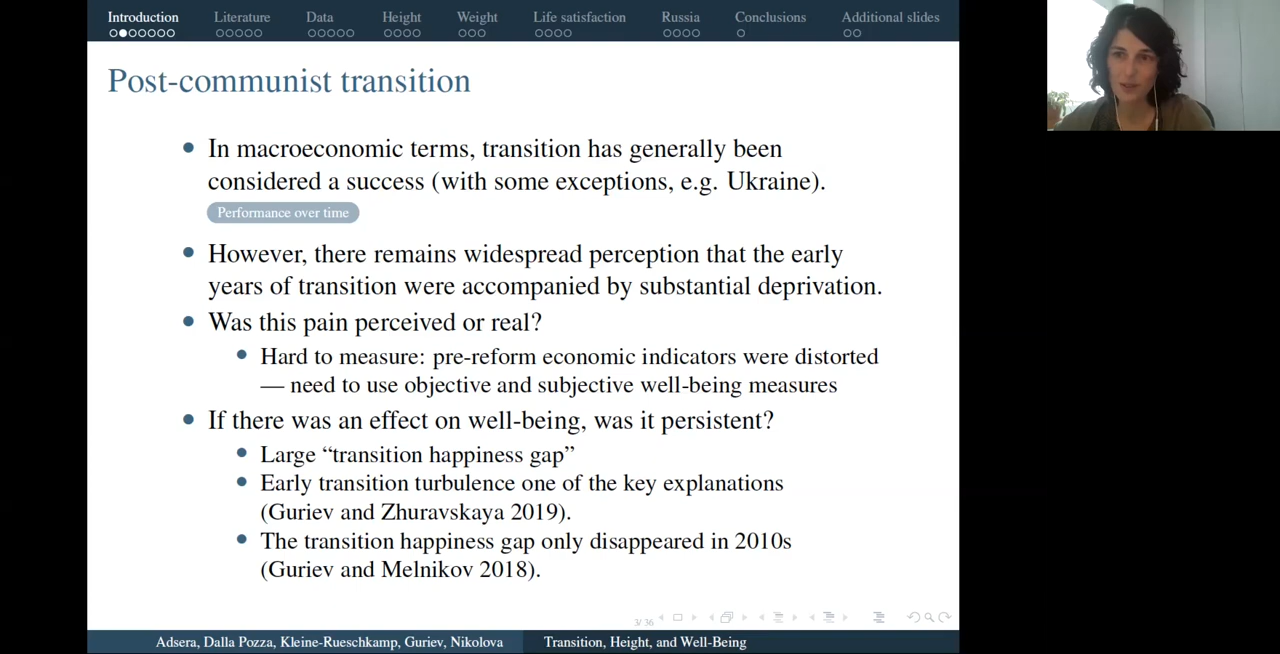 Introduction Literature Data Height Weight Life satisfaction Russia Conclusions Additional slides
Post-communist transition
In macroeconomic terms, transition has generally been
considered a success (with some exceptions, e.g. Ukraine).
Performance over time
However, there remains widespread perception that the early
years of transition were accompanied by substantial deprivation.
Was this pain perceived or real?
Hard to measure: pre-reform economic indicators were distorted
— need to use objective and subjective well-being measures
If there was an effect on well-being, was it persistent?
Large “transition happiness gap”
Early transition turbulence one of the key explanations
(Guriev and Zhuravskaya 2019).
The transition happiness gap only disappeared in 2010s
(Guriev and Melnikov 2018).
3/36
Adsera, Dalla Pozza, Kleine-Rueschkamp, Guriev, Nikolova Transition, Height, and Well-Being